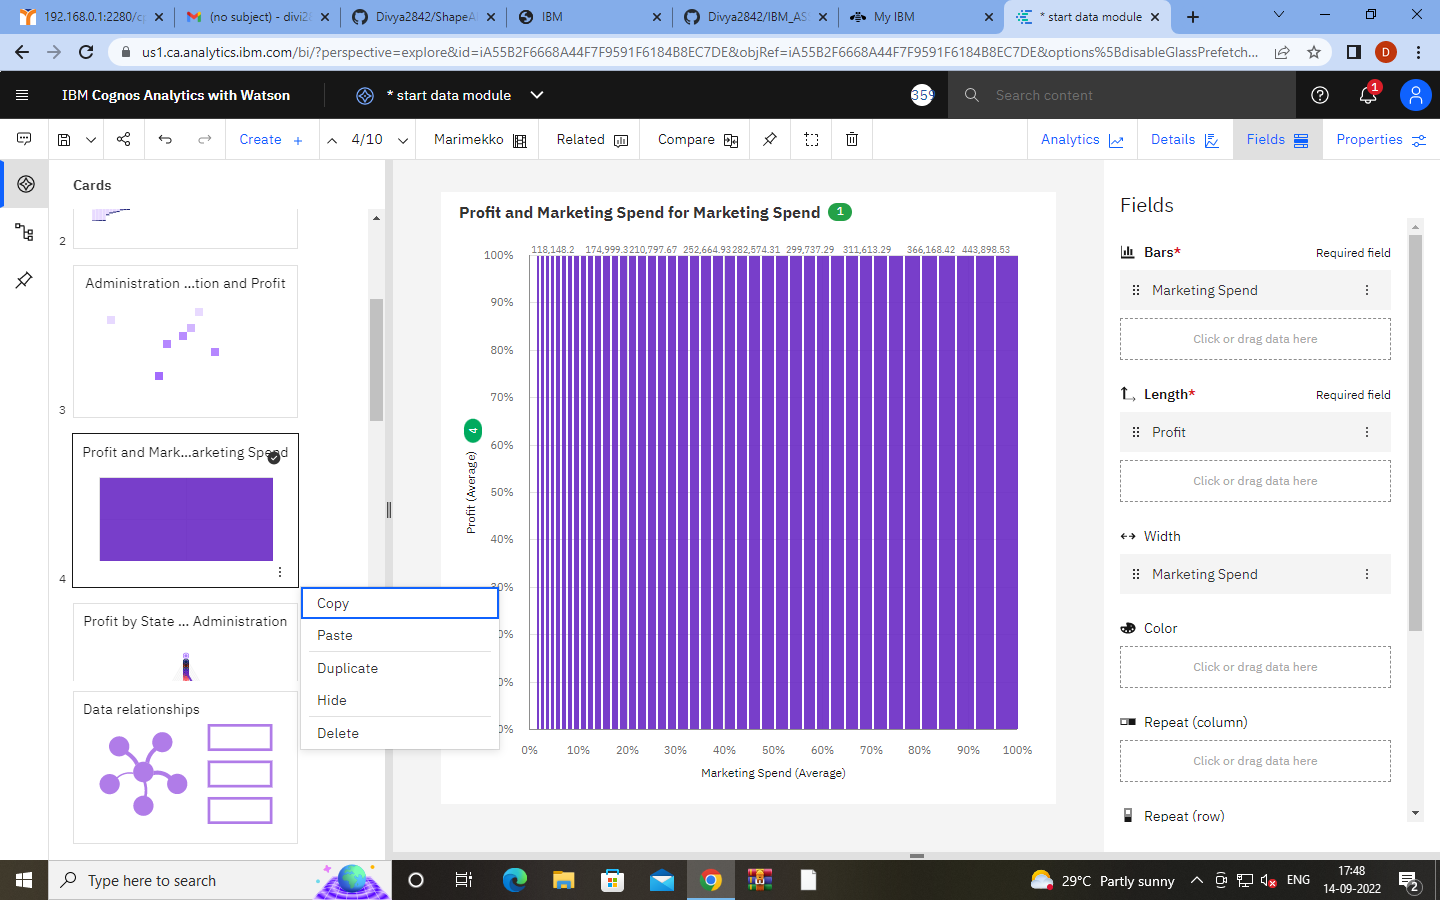 192.168.0.1:2280/cp
(no subject) - divi28
Divya2842/ShapeA
IBM
Divya2842/IBM_AS
My IBM
* start data module
us1.ca.analytics.ibm.com/bi/?perspective=explore&id=iA55B2F6668A44F7F9591F6184B8EC7DE&objRef=iA55B2F6668A44F7F9591F6184B8EC7DE&options%5BdisableGlassPrefetch...
D
IBM Cognos Analytics with Watson
* start data module
359
Search content
1
Create
4/10
Marimekko
Related
Compare
Analytics
Details
Fields
Properties
Cards
2
Administration ...tion and Profit
3
Profit and Mark...arketing Spend
4
Profit by State ... Administration
Data relationships
Copy
Paste
Duplicate
Hide
Delete
Profit and Marketing Spend for Marketing Spend 1
118,148.2 174,999.3 210,797.67 252,664.93 282,574.31 299,737.29 311,613.29 366,168.42 443,898.53
100%
90%
80%
70%
60%
50%
40%
30%
0%
0%
0%
4
Profit (Average)
0% 10% 20% 30% 40% 50% 60% 70% 80% 90% 100%
Marketing Spend (Average)
Fields
Bars* Required field
Marketing Spend
Click or drag data here
Length* Required field
Profit
Click or drag data here
Width
Marketing Spend
Color
Click or drag data here
Repeat (column)
Click or drag data here
Repeat (row)
Type here to search
29°C Partly sunny
ENG
17:48
14-09-2022
2